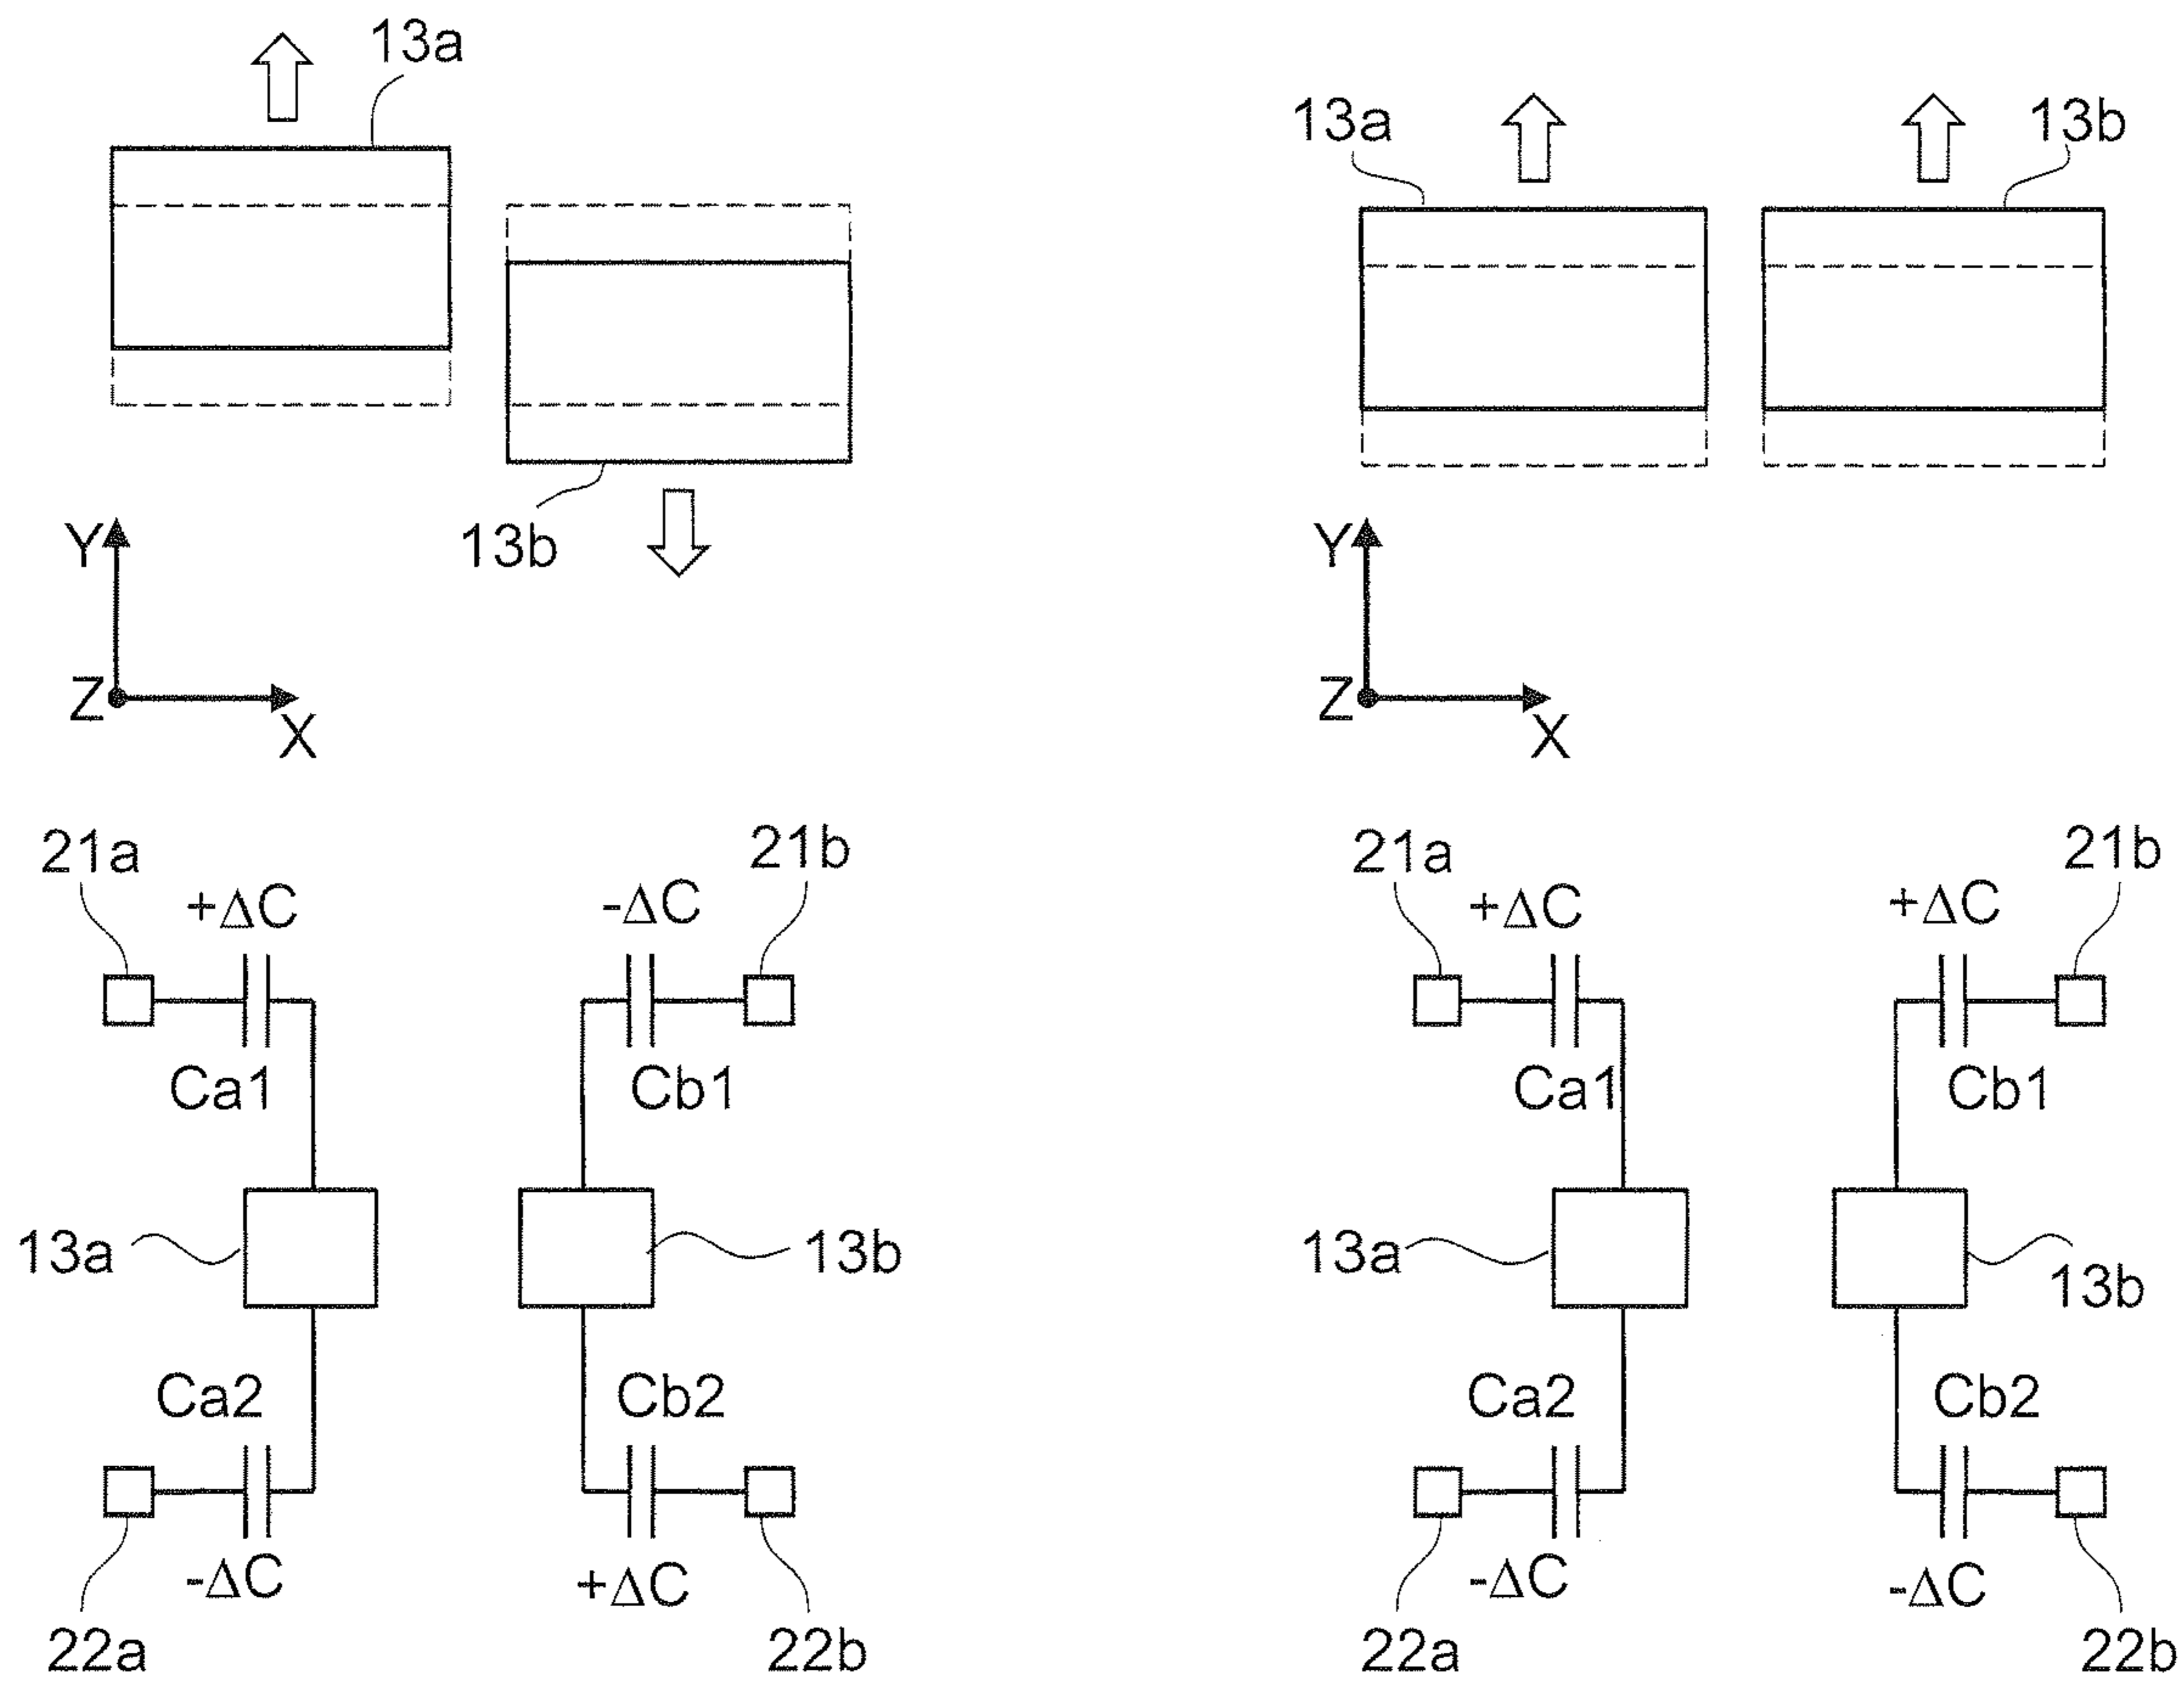 13a
13b
Y
Z
X
13a
13b
Y
Z
X
21a
21b
+ΔC
-ΔC
Ca1
Cb1
13a
13b
Ca2
Cb2
-ΔC
+ΔC
22a
22b
21a
21b
+ΔC
+ΔC
Ca1
Cb1
13a
13b
Ca2
Cb2
-ΔC
-ΔC
22a
22b